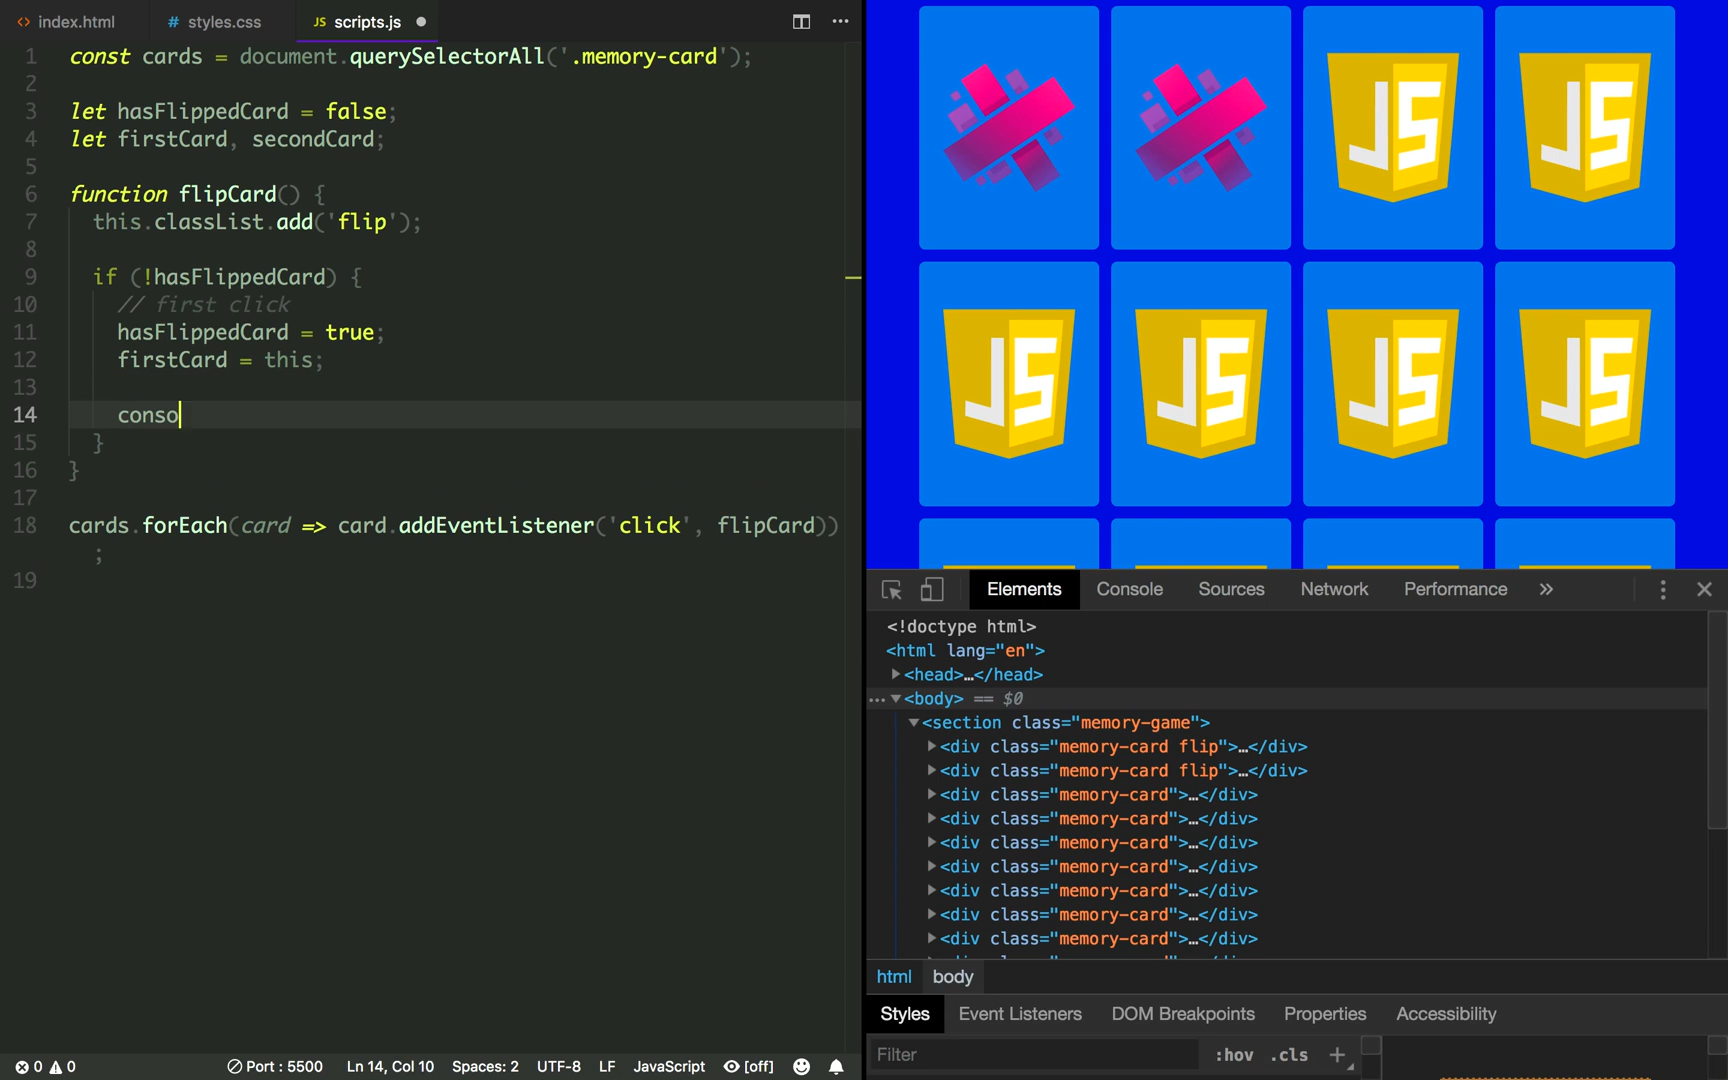 <> index.html
# styles.css
JS scripts.js
1 const cards = document.querySelectorAll('.memory-card');
2
3 let hasFlippedCard = false;
4 let firstCard, secondCard;
5
6 function flipCard() {
7 this.classList.add('flip');
8
9 if (!hasFlippedCard) {
10 // first click
11 hasFlippedCard = true;
12 firstCard = this;
13
14 conso
15 }
16 }
17
18 cards.forEach(card => card.addEventListener('click', flipCard))
;
19
0 0
Port : 5500
Ln 14, Col 10
Spaces: 2
UTF-8
LF
JavaScript
[off]
JS JS
JS JS JS JS
Elements Console Sources Network Performance »
<!doctype html>
<html lang="en">
<head>…</head>
… <body> == $0
<section class="memory-game">
<div class="memory-card flip">…</div>
<div class="memory-card flip">…</div>
<div class="memory-card">…</div>
<div class="memory-card">…</div>
<div class="memory-card">…</div>
<div class="memory-card">…</div>
<div class="memory-card">…</div>
<div class="memory-card">…</div>
<div class="memory-card">…</div>
html body
Styles Event Listeners DOM Breakpoints Properties Accessibility
Filter
:hov .cls +